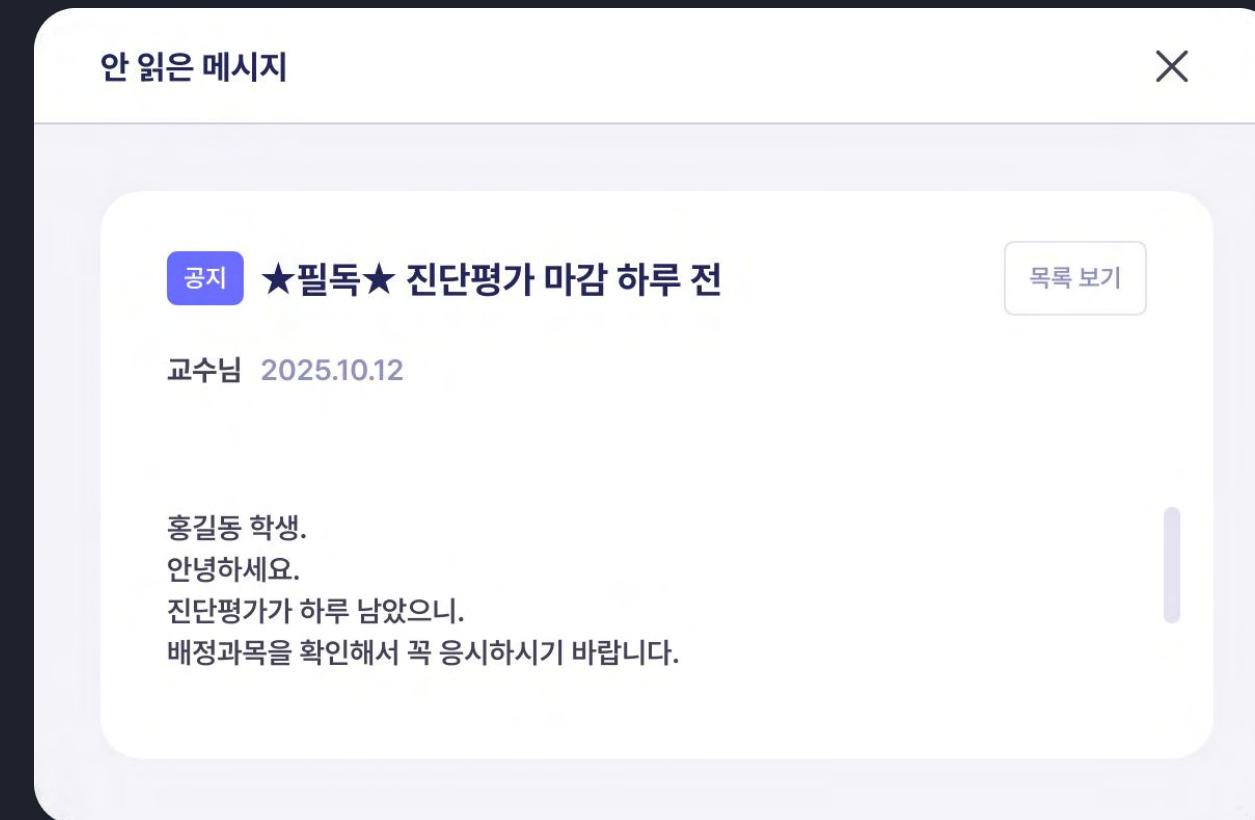 안 읽은 메시지
공지 ★필독★ 진단평가 마감 하루 전 목록 보기
교수님 2025.10.12
홍길동 학생.
안녕하세요.
진단평가가 하루 남았으니.
배정과목을 확인해서 꼭 응시하시기 바랍니다.